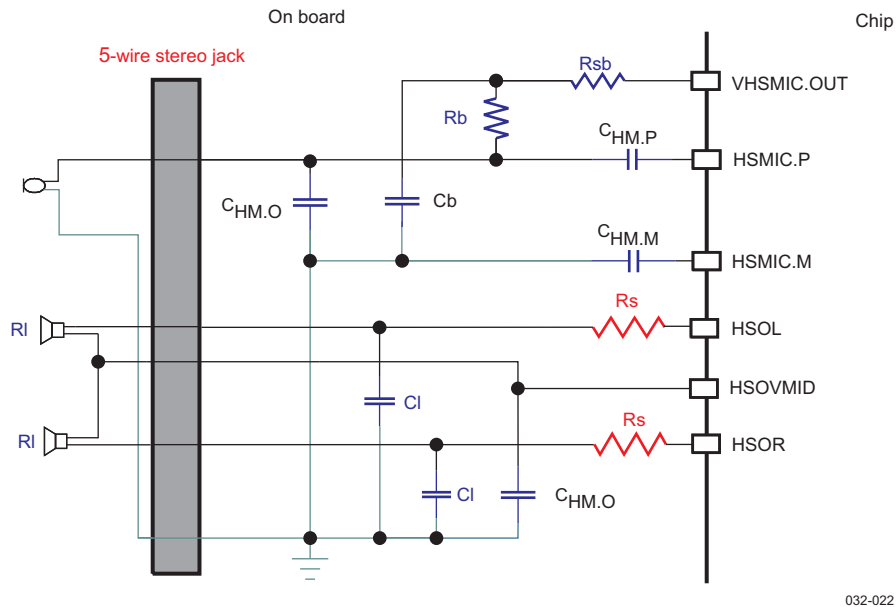 On board
Chip
5-wire stereo jack
Rsb
VHSMIC.OUT
Rb
CHM.P
HSMIC.P
CHM.O
Cb
CHM.M
HSMIC.M
Rl
Rs
HSOL
HSOVMID
Cl
Rs
Rl
HSOR
Cl
CHM.O
032-022